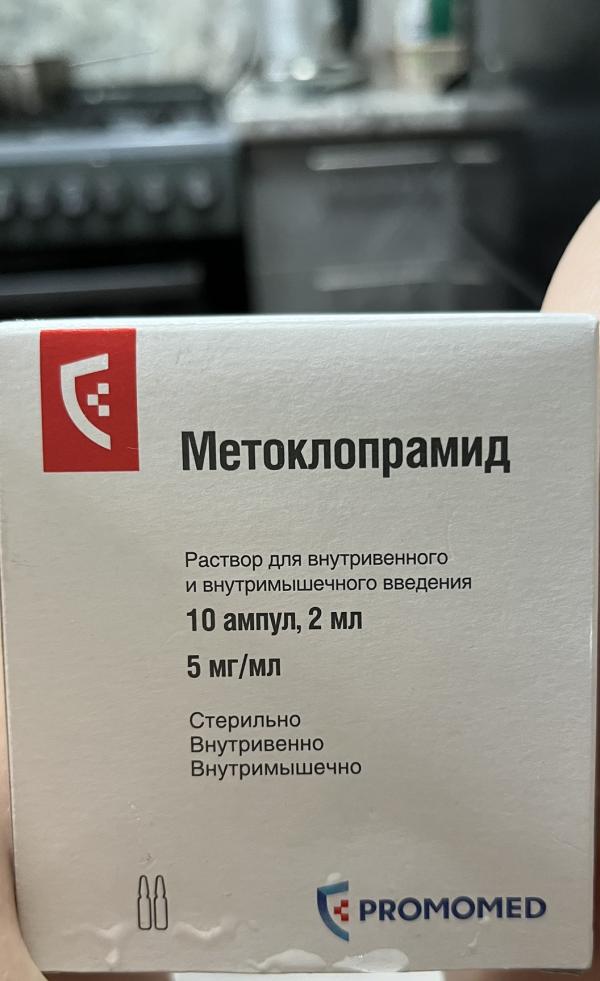 Метоклопрамид
Раствор для внутривенного
и внутримышечного введения
10 ампул, 2 мл
5 мг/мл
Стерильно
Внутривенно
Внутримышечно
PROMOMED